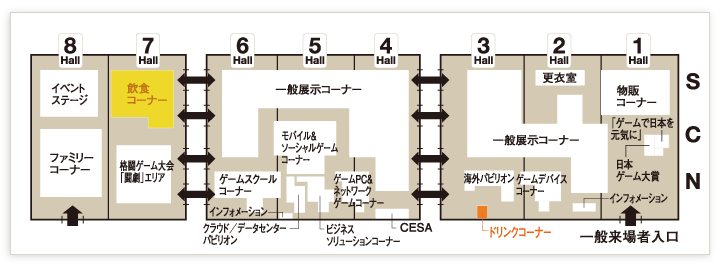 8
Hall
7
Hall
6
Hall
5
Hall
4
Hall
3
Hall
2
Hall
1
Hall
S
C
N
イベント
ステージ
飲食
コーナー
一般展示コーナー
更衣室
物販
コーナー
モバイル&
ソーシャルゲーム
コーナー
一般展示コーナー
「ゲームで日本を
元気に」
ファミリー
コーナー
格闘ゲーム大会
「闘劇」エリア
ゲームスクール
コーナー
ゲームPC&
ネットワーク
ゲームコーナー
海外パビリオン
ゲームデバイス
コーナー
日本
ゲーム大賞
インフォメーション
インフォメーション
クラウド/データセンター
パビリオン
ビジネス
ソリューションコーナー
CESA
ドリンクコーナー
一般来場者入口